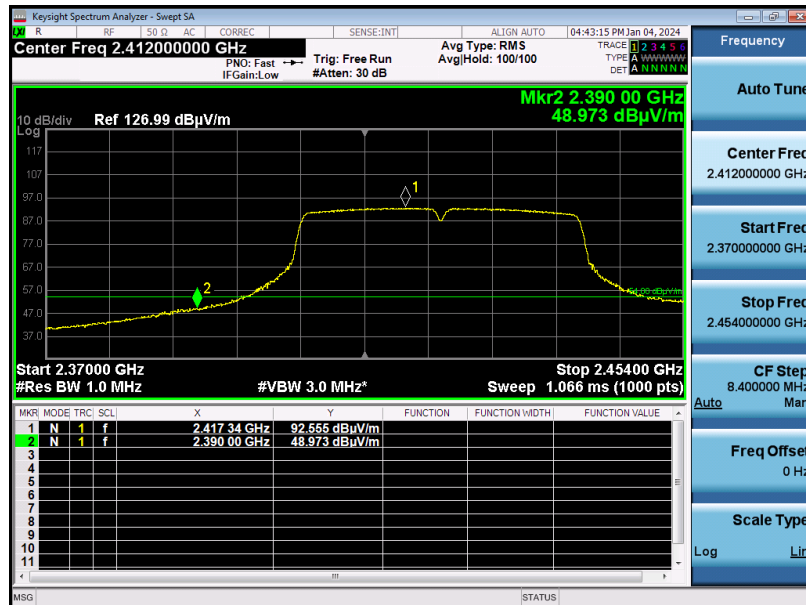 Keysight Spectrum Analyzer - Swept SA
LXI R RF 50 Ω AC CORREC SENSE:INT ALIGN AUTO 04:43:15 PM Jan 04, 2024
Center Freq 2.412000000 GHz
PNO: Fast
IFGain:Low
Trig: Free Run
#Atten: 30 dB
Avg Type: RMS
Avg|Hold: 100/100
TRACE 1 2 3 4 5 6
TYPE A WWWWW
DET A N N N N N
Mkr2 2.390 00 GHz
48.973 dBµV/m
10 dB/div Ref 126.99 dBµV/m
Log
117
107
97.0
87.0
77.0
67.0
57.0
47.0
37.0
1
2
54.00 dBµV/m
Start 2.37000 GHz Stop 2.45400 GHz
#Res BW 1.0 MHz #VBW 3.0 MHz* Sweep 1.066 ms (1000 pts)
MKR MODE TRC SCL X Y FUNCTION FUNCTION WIDTH FUNCTION VALUE
1 N 1 f 2.417 34 GHz 92.555 dBµV/m
2 N 1 f 2.390 00 GHz 48.973 dBµV/m
3
4
5
6
7
8
9
10
11
MSG STATUS
Frequency
Auto Tune
Center Freq
2.412000000 GHz
Start Freq
2.370000000 GHz
Stop Freq
2.454000000 GHz
CF Step
8.400000 MHz
Auto Man
Freq Offset
0 Hz
Scale Type
Log Lin